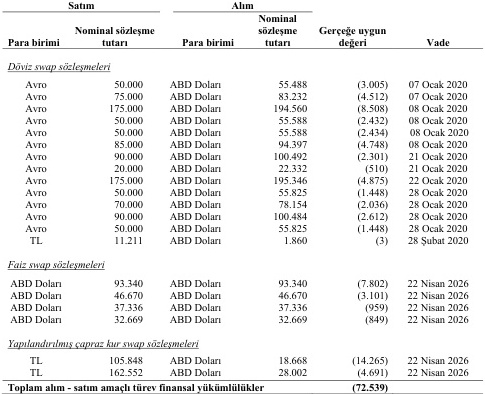 Satım Alım
Nominal
Nominal sözleşme sözleşme Gerçeğe uygun
Para birimi tutarı Para birimi tutarı değeri Vade
Döviz swap sözleşmeleri
Avro 50.000 ABD Doları 55.488 (3.005) 07 Ocak 2020
Avro 75.000 ABD Doları 83.232 (4.512) 07 Ocak 2020
Avro 175.000 ABD Doları 194.560 (8.508) 08 Ocak 2020
Avro 50.000 ABD Doları 55.588 (2.432) 08 Ocak 2020
Avro 50.000 ABD Doları 55.588 (2.434) 08 Ocak 2020
Avro 85.000 ABD Doları 94.397 (4.748) 08 Ocak 2020
Avro 90.000 ABD Doları 100.492 (2.301) 21 Ocak 2020
Avro 20.000 ABD Doları 22.332 (510) 21 Ocak 2020
Avro 175.000 ABD Doları 195.346 (4.875) 22 Ocak 2020
Avro 50.000 ABD Doları 55.825 (1.448) 28 Ocak 2020
Avro 70.000 ABD Doları 78.154 (2.036) 28 Ocak 2020
Avro 90.000 ABD Doları 100.484 (2.612) 28 Ocak 2020
Avro 50.000 ABD Doları 55.825 (1.448) 28 Ocak 2020
TL 11.211 ABD Doları 1.860 (3) 28 Şubat 2020
Faiz swap sözleşmeleri
ABD Doları 93.340 ABD Doları 93.340 (7.802) 22 Nisan 2026
ABD Doları 46.670 ABD Doları 46.670 (3.101) 22 Nisan 2026
ABD Doları 37.336 ABD Doları 37.336 (959) 22 Nisan 2026
ABD Doları 32.669 ABD Doları 32.669 (849) 22 Nisan 2026
Yapılandırılmış çapraz kur swap sözleşmeleri
TL 105.848 ABD Doları 18.668 (14.265) 22 Nisan 2026
TL 162.552 ABD Doları 28.002 (4.691) 22 Nisan 2026
Toplam alım - satım amaçlı türev finansal yükümlülükler (72.539)